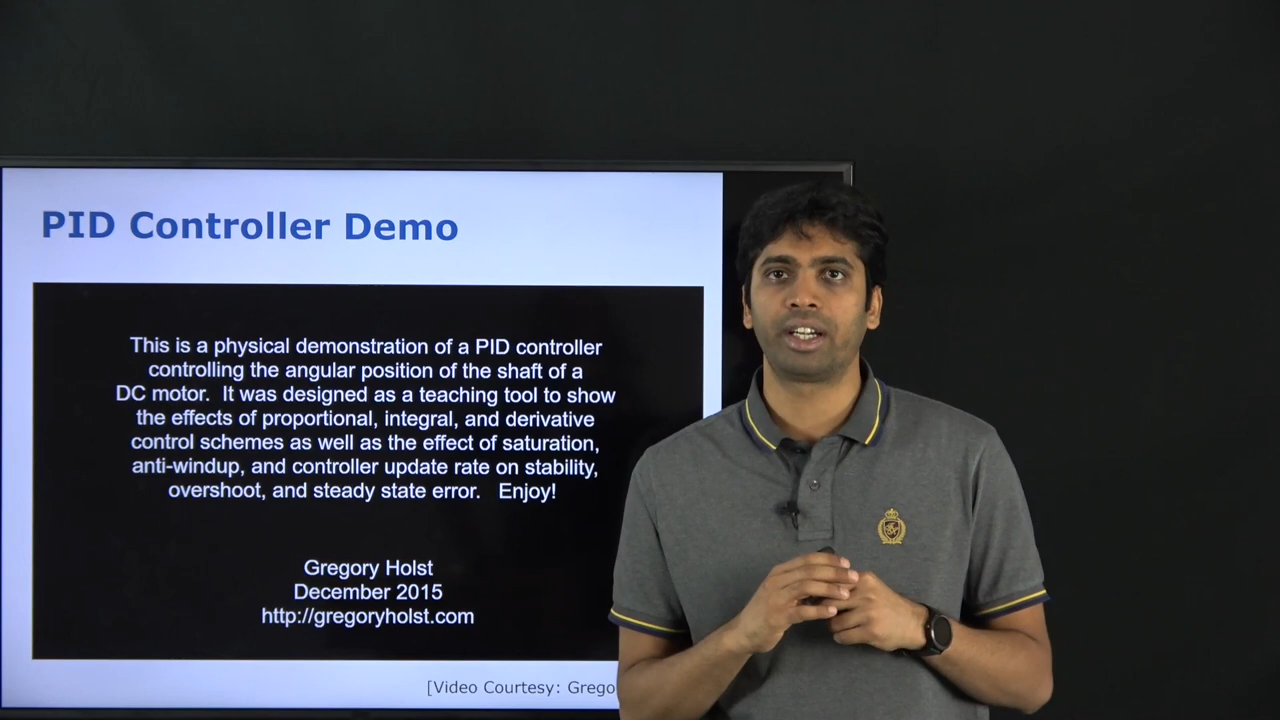 PID Controller Demo
This is a physical demonstration of a PID controller
controlling the angular position of the shaft of a
DC motor.  It was designed as a teaching tool to show
the effects of proportional, integral, and derivative
control schemes as well as the effect of saturation,
anti-windup, and controller update rate on stability,
overshoot, and steady state error.   Enjoy!
Gregory Holst
December 2015
http://gregoryholst.com
[Video Courtesy: Grego